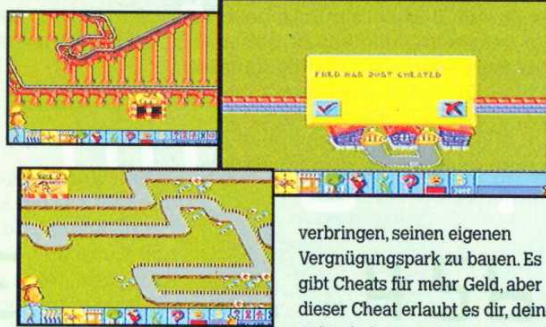 FRED HAS JUST CHEATED
verbringen, seinen eigenen
Vergnügungspark zu bauen. Es
gibt Cheats für mehr Geld, aber
dieser Cheat erlaubt es dir, dein